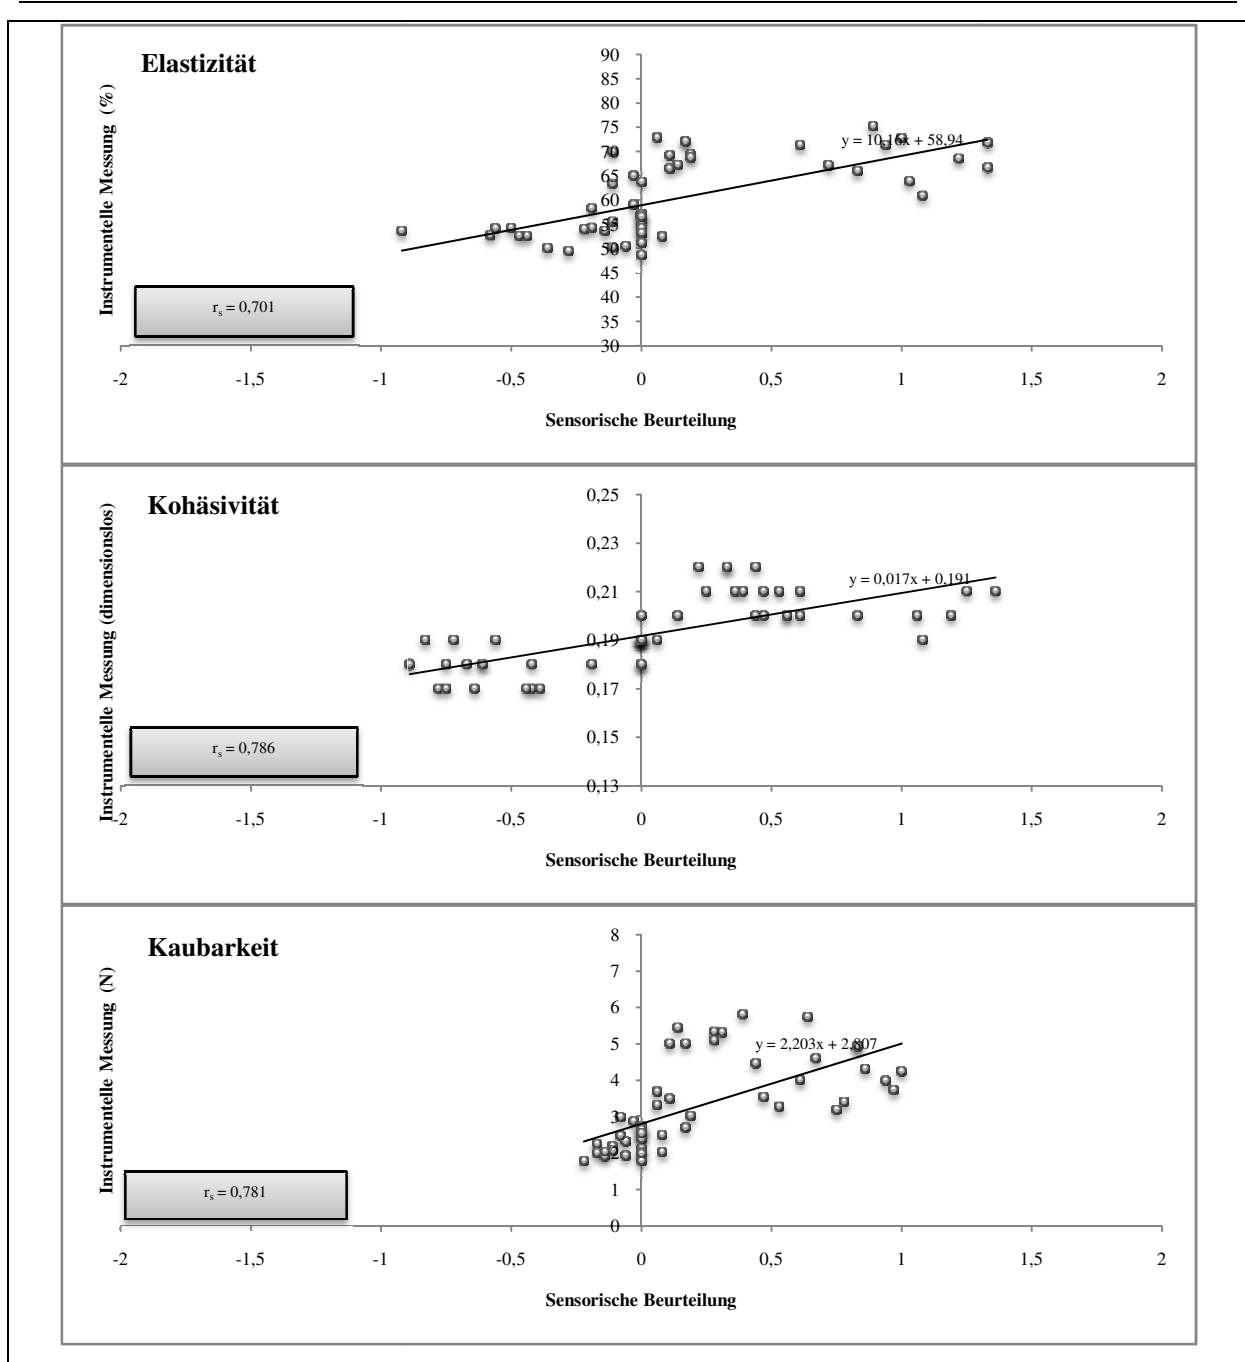 Elastizität
Instrumentelle Messung (%)
90
85
80
75
70
65
60
55
50
45
40
35
30
y = 10,16x + 58,94
rs = 0,701
-2 -1,5 -1 -0,5 0 0,5 1 1,5 2
Sensorische Beurteilung
Kohäsivität
Instrumentelle Messung (dimensionslos)
0,25
0,23
0,21
0,19
0,17
0,15
0,13
y = 0,017x + 0,191
rs = 0,786
-2 -1,5 -1 -0,5 0 0,5 1 1,5 2
Sensorische Beurteilung
Kaubarkeit
Instrumentelle Messung (N)
8
7
6
5
4
3
2
1
0
y = 2,203x + 2,807
rs = 0,781
-2 -1,5 -1 -0,5 0 0,5 1 1,5 2
Sensorische Beurteilung